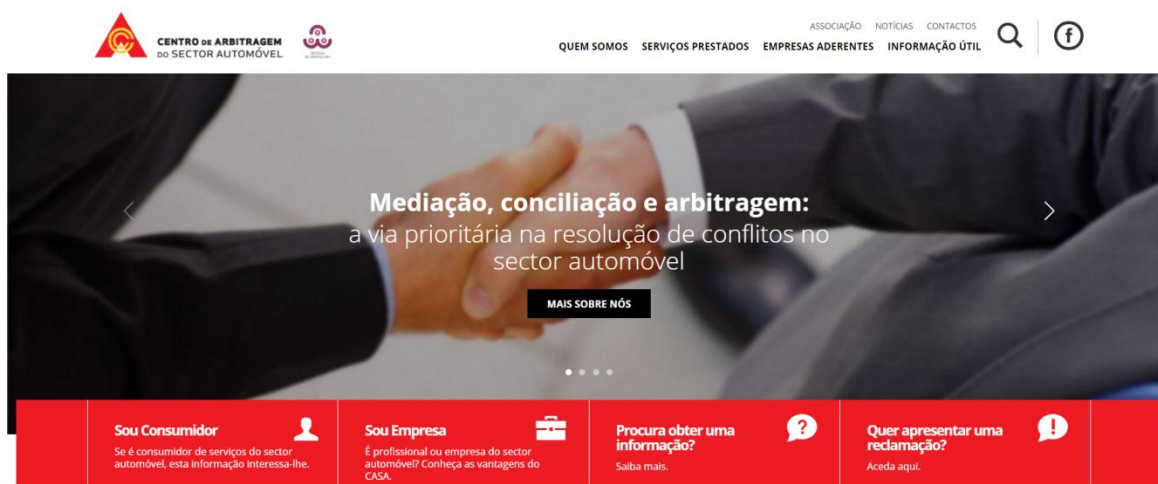 CENTRO DE ARBITRAGEM
DO SECTOR AUTOMÓVEL
ASSOCIAÇÃO NOTÍCIAS CONTACTOS
QUEM SOMOS SERVIÇOS PRESTADOS EMPRESAS ADERENTES INFORMAÇÃO ÚTIL
Mediação, conciliação e arbitragem:
a via prioritária na resolução de conflitos no
sector automóvel
MAIS SOBRE NÓS
Sou Consumidor
Se é consumidor de serviços do sector
automóvel, esta informação interessa-lhe.
Sou Empresa
É profissional ou empresa do sector
automóvel? Conheça as vantagens do
CASA.
Procura obter uma
informação?
Saiba mais.
Quer apresentar uma
reclamação?
Aceda aqui.